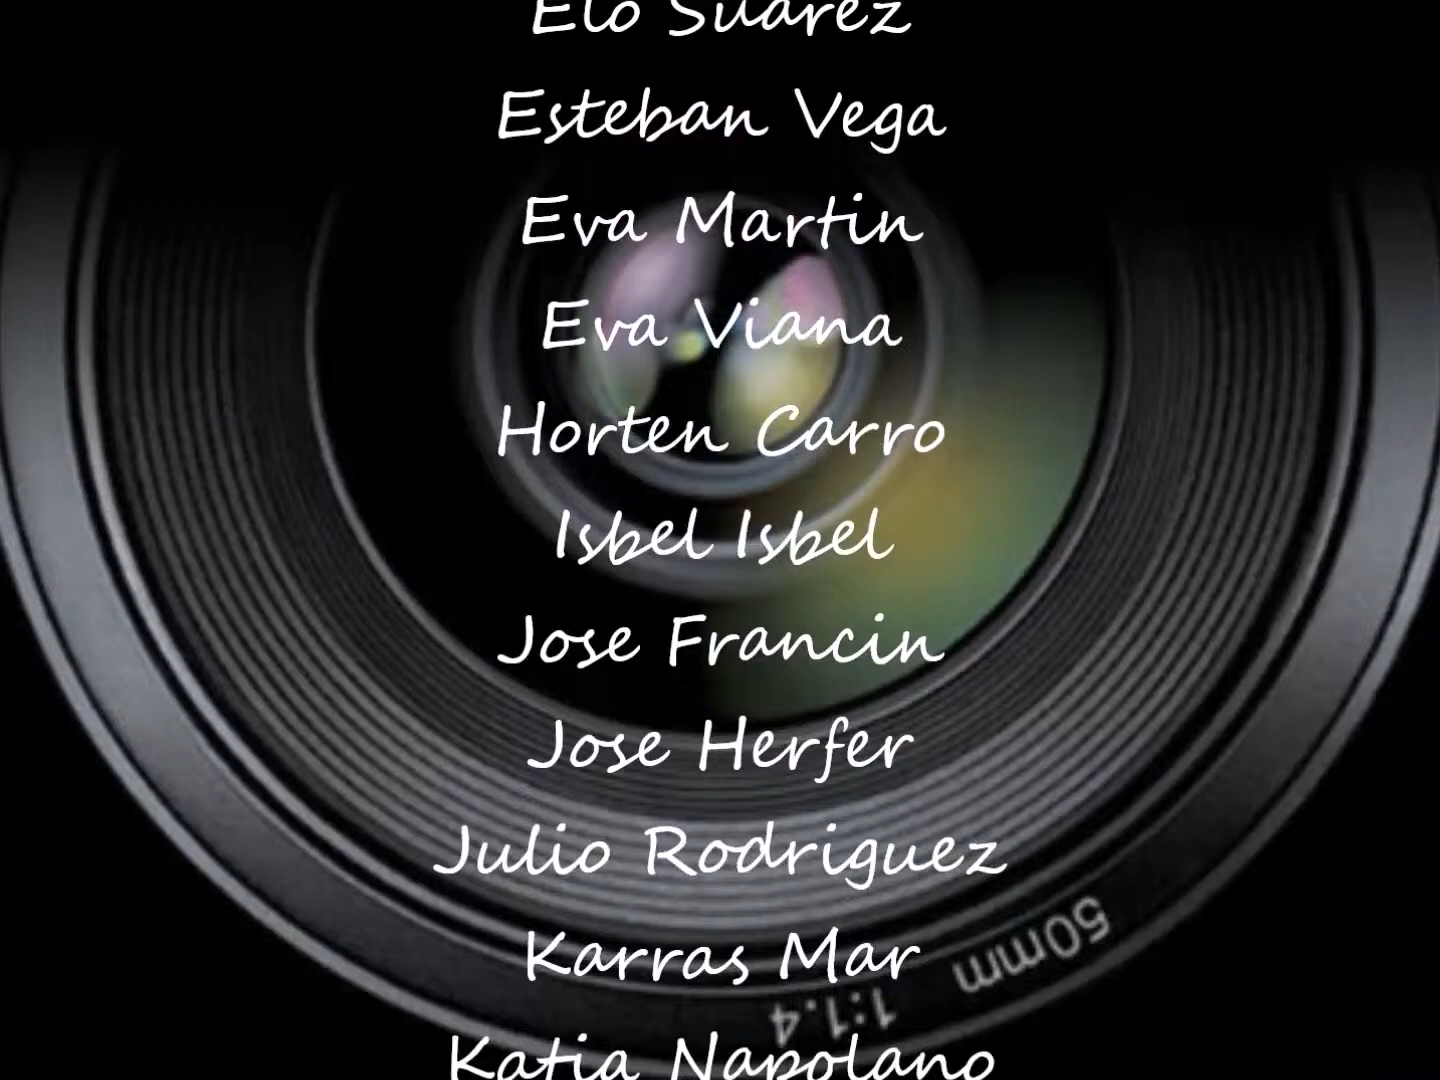 Elo Suarez
Esteban Vega
Eva Martin
Eva Viana
Horten Carro
Isbel Isbel
Jose Francin
Jose Herfer
Julio Rodriguez
Karras Mar
50mm
1:1.4
Katia Napolano